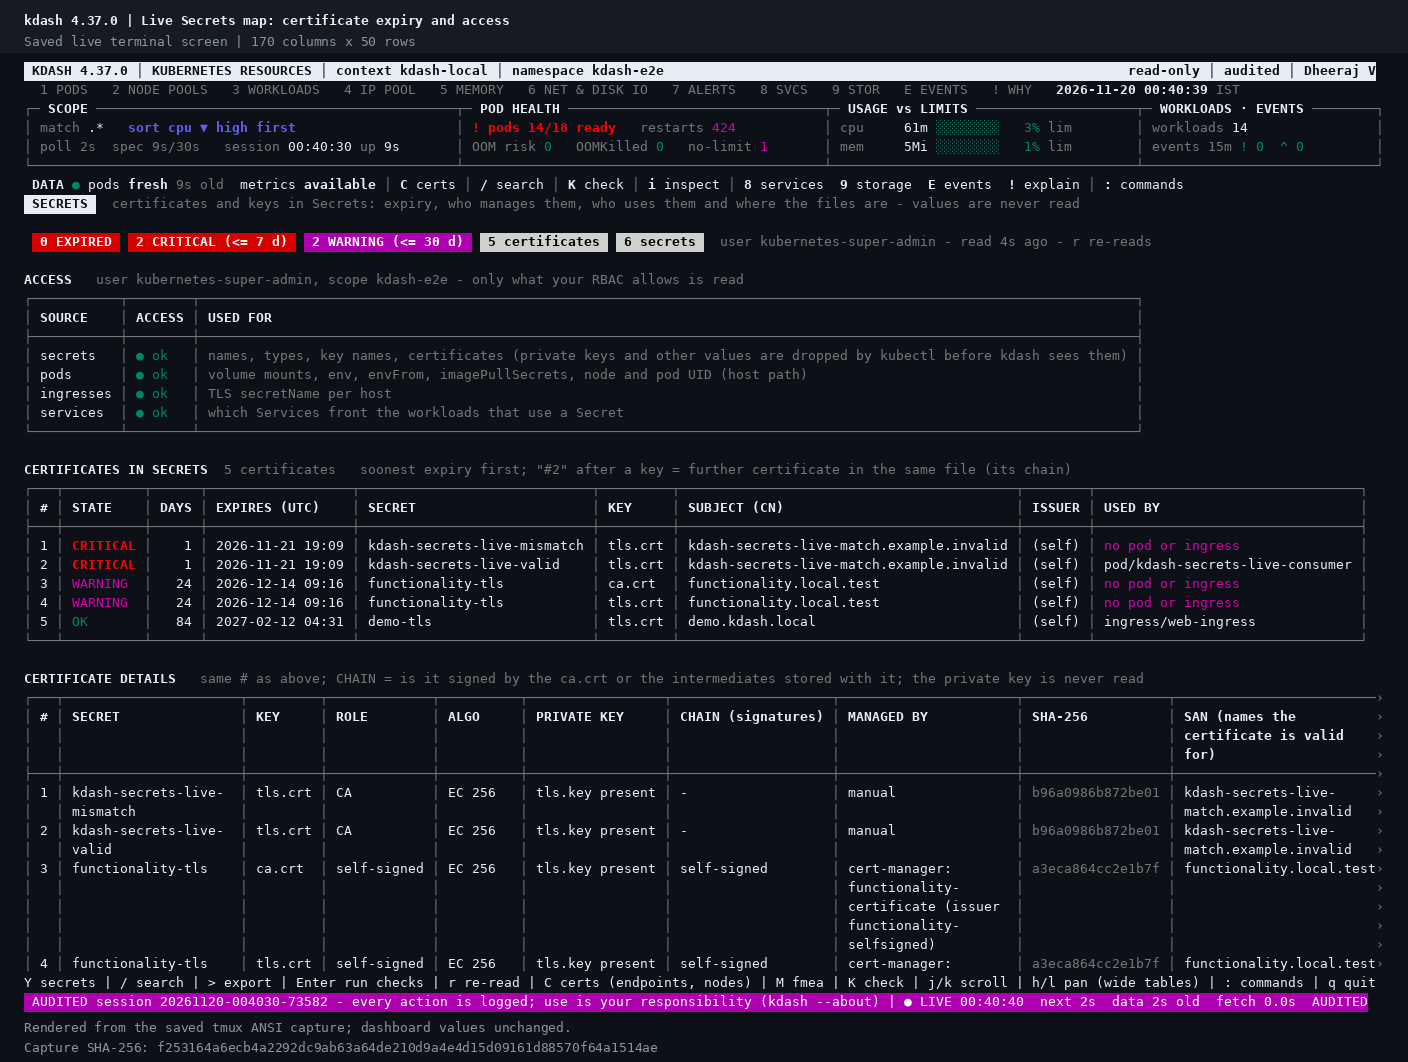 kdash 4.37.0 | Live Secrets map: certificate expiry and access
Saved live terminal screen | 170 columns x 50 rows
KDASH 4.37.0 │ KUBERNETES RESOURCES │ context kdash-local │ namespace kdash-e2e read-only │ audited │ Dheeraj V
1 PODS 2 NODE POOLS 3 WORKLOADS 4 IP POOL 5 MEMORY 6 NET & DISK IO 7 ALERTS 8 SVCS 9 STOR E EVENTS ! WHY 2026-11-20 00:40:39 IST
SCOPE POD HEALTH USAGE vs LIMITS WORKLOADS · EVENTS
match .* sort cpu ▼ high first │ ! pods 14/18 ready restarts 424 │ cpu 61m ░░░░░░░░ 3% lim │ workloads 14
poll 2s spec 9s/30s session 00:40:30 up 9s │ OOM risk 0 OOMKilled 0 no-limit 1 │ mem 5Mi ░░░░░░░░ 1% lim │ events 15m ! 0 ^ 0
DATA ● pods fresh 9s old metrics available │ C certs │ / search │ K check │ i inspect │ 8 services 9 storage E events ! explain │ : commands
SECRETS certificates and keys in Secrets: expiry, who manages them, who uses them and where the files are - values are never read
0 EXPIRED 2 CRITICAL (<= 7 d) 2 WARNING (<= 30 d) 5 certificates 6 secrets user kubernetes-super-admin - read 4s ago - r re-reads
ACCESS user kubernetes-super-admin, scope kdash-e2e - only what your RBAC allows is read
│ SOURCE │ ACCESS │ USED FOR │
│ secrets │ ● ok │ names, types, key names, certificates (private keys and other values are dropped by kubectl before kdash sees them) │
│ pods │ ● ok │ volume mounts, env, envFrom, imagePullSecrets, node and pod UID (host path) │
│ ingresses │ ● ok │ TLS secretName per host │
│ services │ ● ok │ which Services front the workloads that use a Secret │
CERTIFICATES IN SECRETS 5 certificates soonest expiry first; "#2" after a key = further certificate in the same file (its chain)
│ # │ STATE │ DAYS │ EXPIRES (UTC) │ SECRET │ KEY │ SUBJECT (CN) │ ISSUER │ USED BY │
│ 1 │ CRITICAL │ 1 │ 2026-11-21 19:09 │ kdash-secrets-live-mismatch │ tls.crt │ kdash-secrets-live-match.example.invalid │ (self) │ no pod or ingress │
│ 2 │ CRITICAL │ 1 │ 2026-11-21 19:09 │ kdash-secrets-live-valid │ tls.crt │ kdash-secrets-live-match.example.invalid │ (self) │ pod/kdash-secrets-live-consumer │
│ 3 │ WARNING │ 24 │ 2026-12-14 09:16 │ functionality-tls │ ca.crt │ functionality.local.test │ (self) │ no pod or ingress │
│ 4 │ WARNING │ 24 │ 2026-12-14 09:16 │ functionality-tls │ tls.crt │ functionality.local.test │ (self) │ no pod or ingress │
│ 5 │ OK │ 84 │ 2027-02-12 04:31 │ demo-tls │ tls.crt │ demo.kdash.local │ (self) │ ingress/web-ingress │
CERTIFICATE DETAILS same # as above; CHAIN = is it signed by the ca.crt or the intermediates stored with it; the private key is never read
│ # │ SECRET │ KEY │ ROLE │ ALGO │ PRIVATE KEY │ CHAIN (signatures) │ MANAGED BY │ SHA-256 │ SAN (names the ›
certificate is valid ›
for) ›
│ 1 │ kdash-secrets-live- │ tls.crt │ CA │ EC 256 │ tls.key present │ - │ manual │ b96a0986b872be01 │ kdash-secrets-live- ›
mismatch │ match.example.invalid ›
│ 2 │ kdash-secrets-live- │ tls.crt │ CA │ EC 256 │ tls.key present │ - │ manual │ b96a0986b872be01 │ kdash-secrets-live- ›
valid │ match.example.invalid ›
│ 3 │ functionality-tls │ ca.crt │ self-signed │ EC 256 │ tls.key present │ self-signed │ cert-manager: │ a3eca864cc2e1b7f │ functionality.local.test›
functionality- ›
certificate (issuer ›
functionality- ›
selfsigned) ›
│ 4 │ functionality-tls │ tls.crt │ self-signed │ EC 256 │ tls.key present │ self-signed │ cert-manager: │ a3eca864cc2e1b7f │ functionality.local.test›
Y secrets | / search | > export | Enter run checks | r re-read | C certs (endpoints, nodes) | M fmea | K check | j/k scroll | h/l pan (wide tables) | : commands | q quit
AUDITED session 20261120-004030-73582 - every action is logged; use is your responsibility (kdash --about) | ● LIVE 00:40:40 next 2s data 2s old fetch 0.0s AUDITED
Rendered from the saved tmux ANSI capture; dashboard values unchanged.
Capture SHA-256: f253164a6ecb4a2292dc9ab63a64de210d9a4e4d15d09161d88570f64a1514ae